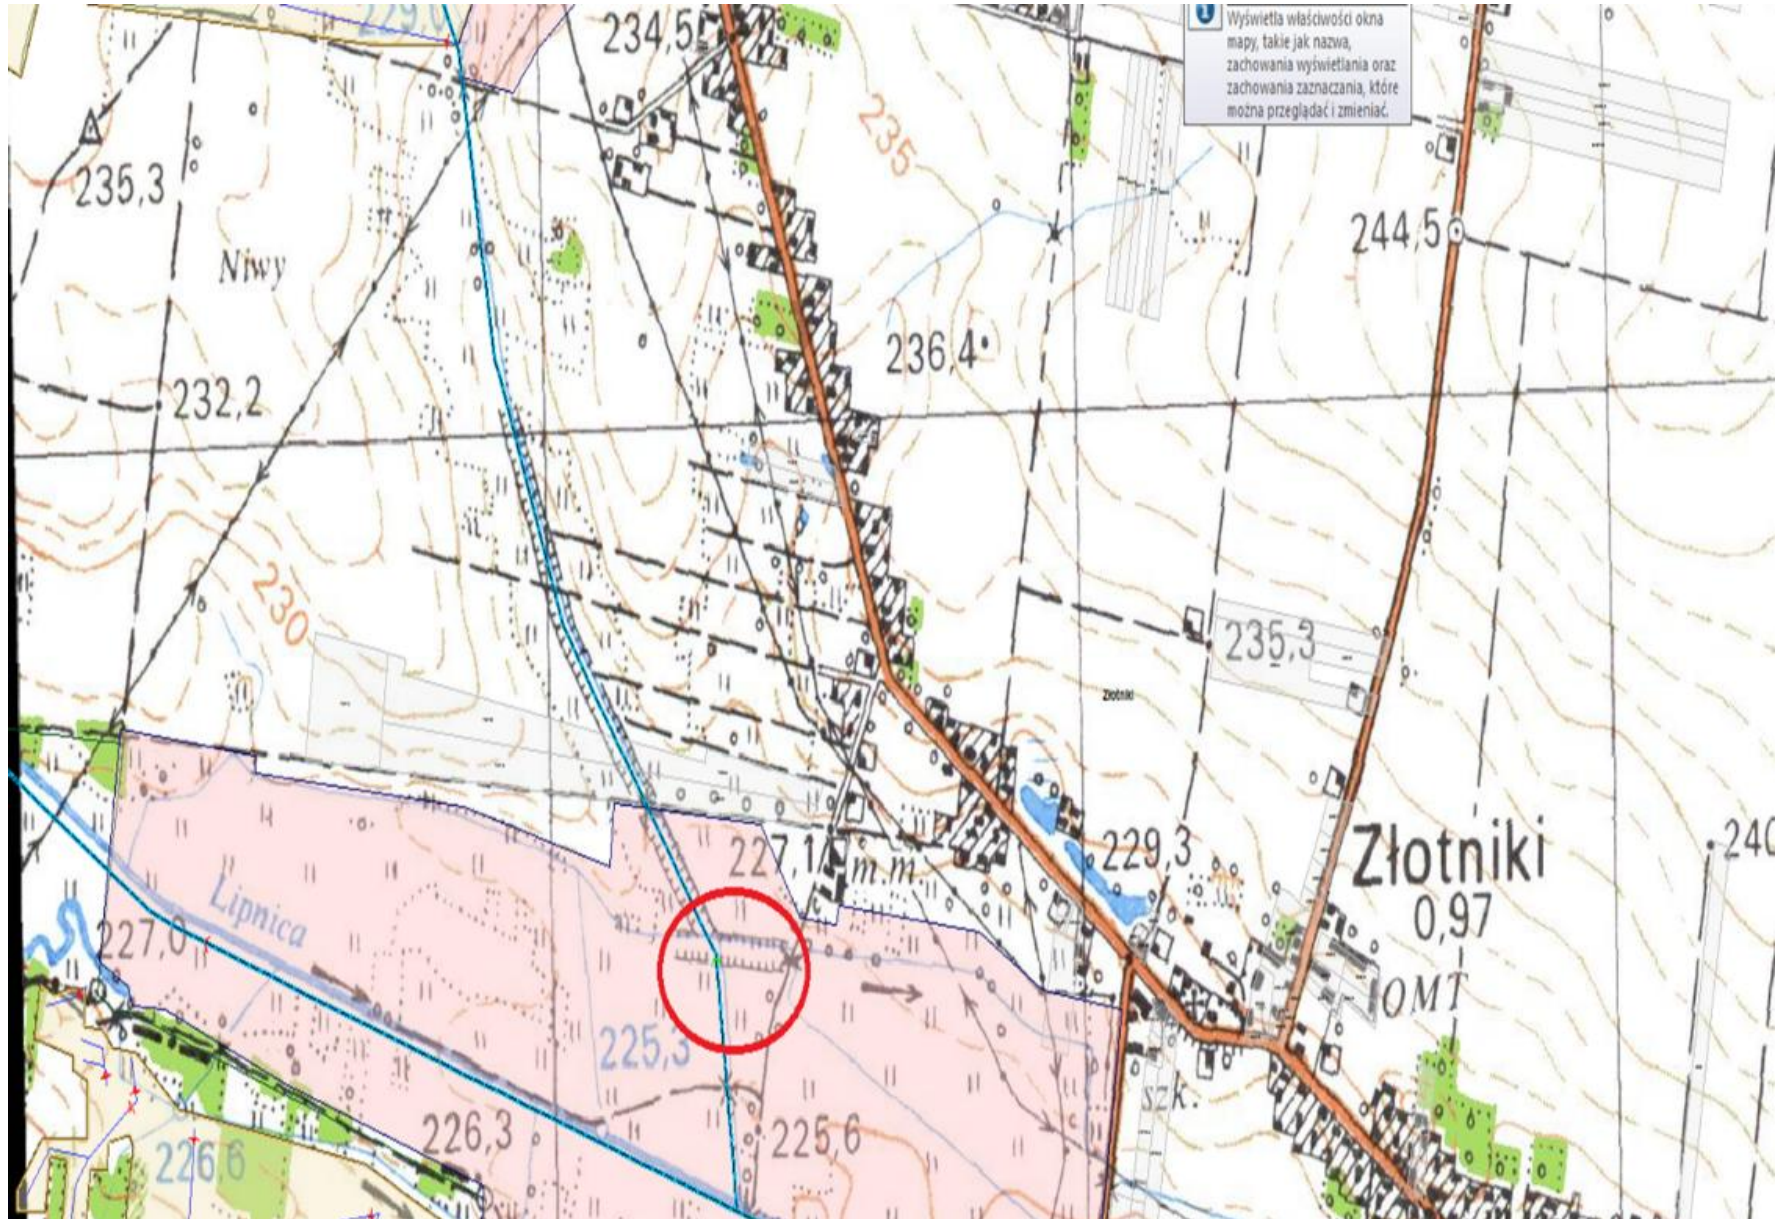 229,0
234,5
Wyświetla właściwości okna
mapy, takie jak nazwa,
zachowania wyświetlania oraz
zachowania zaznaczania, które
można przeglądać i zmieniać.
235
235,3
244,5
Niwy
236,4
232,2
230
235,3
Złotniki
Złotniki
0,97
240
229,3
227,1
m.m.
Lipnica
227,0
OMT
225,3
szk.
226,3
225,6
226,6